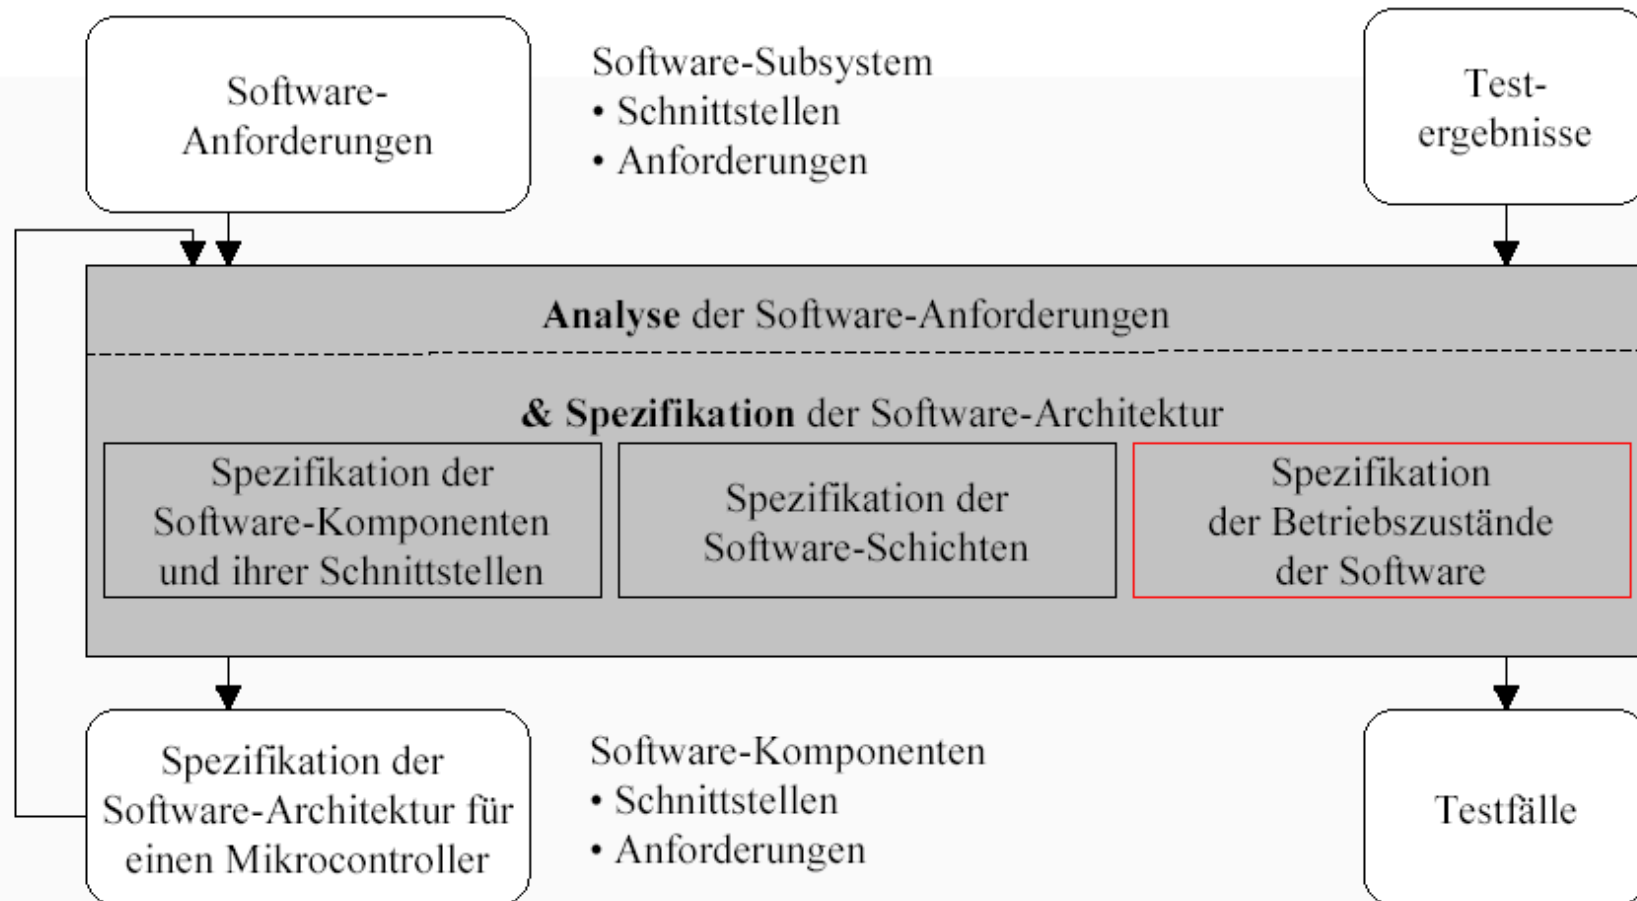 Software-
Anforderungen
Software-Subsystem
• Schnittstellen
• Anforderungen
Test-
ergebnisse
Analyse der Software-Anforderungen
& Spezifikation der Software-Architektur
Spezifikation der
Software-Komponenten
und ihrer Schnittstellen
Spezifikation der
Software-Schichten
Spezifikation
der Betriebszustände
der Software
Spezifikation der
Software-Architektur für
einen Mikrocontroller
Software-Komponenten
• Schnittstellen
• Anforderungen
Testfälle